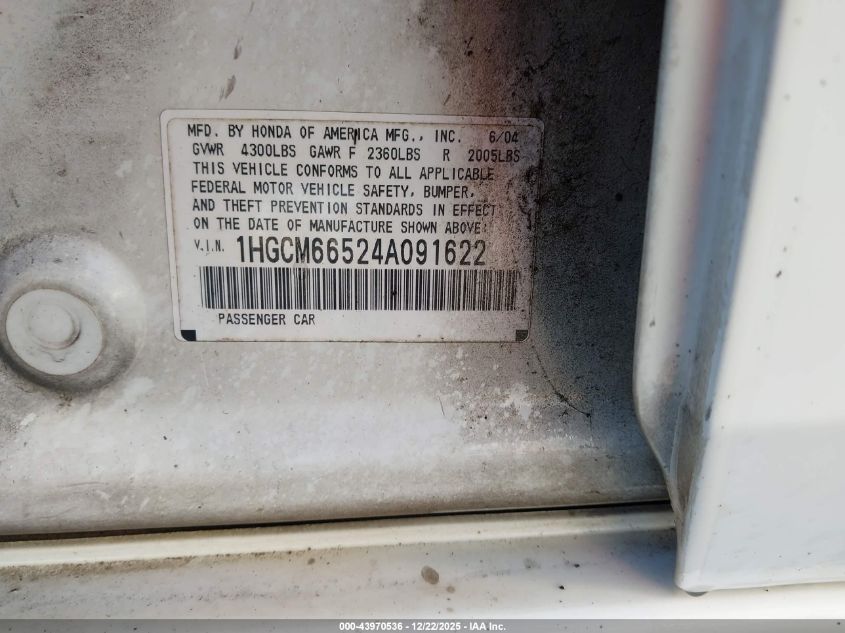 MFD. BY HONDA OF AMERICA MFG., INC. 6/04
GVWR 4300LBS GAWR F 2360LBS R 2005LBS
THIS VEHICLE CONFORMS TO ALL APPLICABLE
FEDERAL MOTOR VEHICLE SAFETY, BUMPER,
AND THEFT PREVENTION STANDARDS IN EFFECT
ON THE DATE OF MANUFACTURE SHOWN ABOVE:
V.I.N. 1HGCM66524A091622
PASSENGER CAR
000-43970536 - 12/22/2025 - IAA Inc.